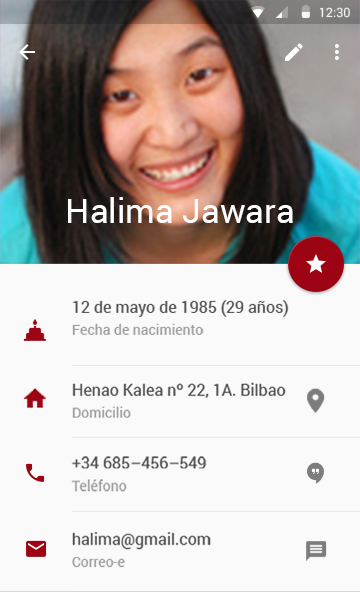 12:30
Halima Jawara
12 de mayo de 1985 (29 años)
Fecha de nacimiento
Henao Kalea nº 22, 1A. Bilbao
Domicilio
+34 685–456–549
Teléfono
halima@gmail.com
Correo-e